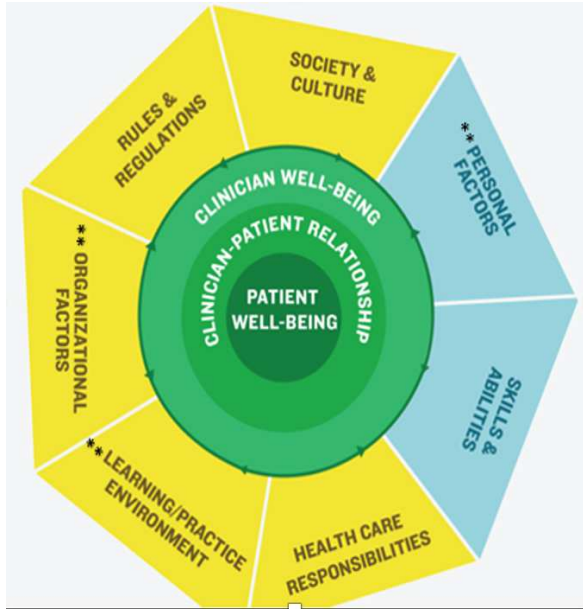 SOCIETY &
CULTURE
** PERSONAL
FACTORS
SKILLS &
ABILITIES
HEALTH CARE
RESPONSIBILITIES
** LEARNING/PRACTICE
ENVIRONMENT
** ORGANIZATIONAL
FACTORS
RULES &
REGULATIONS
CLINICIAN WELL-BEING
CLINICIAN-PATIENT RELATIONSHIP
PATIENT
WELL-BEING